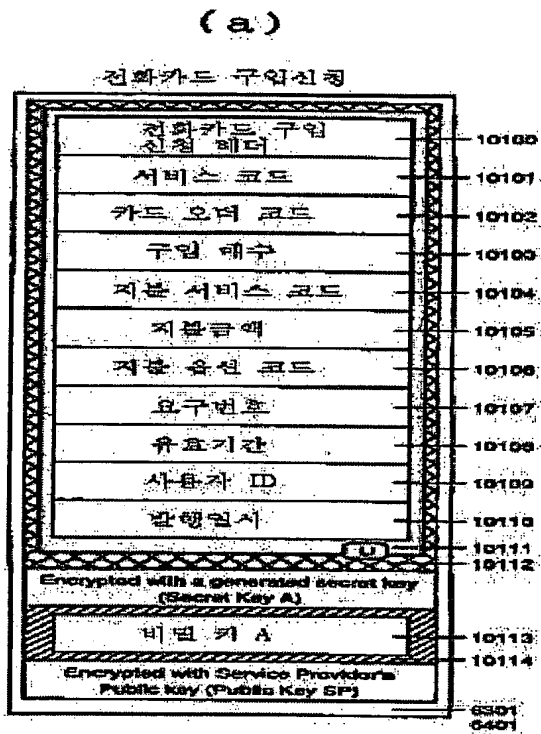 (a)
전화카드 구입신청
전화카드 구입
신청 헤더
10100
서비스 코드
10101
카드 오더 코드
10102
구입 매수
10103
지불 서비스 코드
10104
지불금액
10105
지불 옵션 코드
10106
요구번호
10107
유효기간
10108
사용자 ID
10109
발행일시
10110
U
10111
10112
Encrypted with a generated secret key
(Secret Key A)
비밀 키 A
10113
10114
Encrypted with Service Provider's
Public key (Public Key SP)
6301
6401